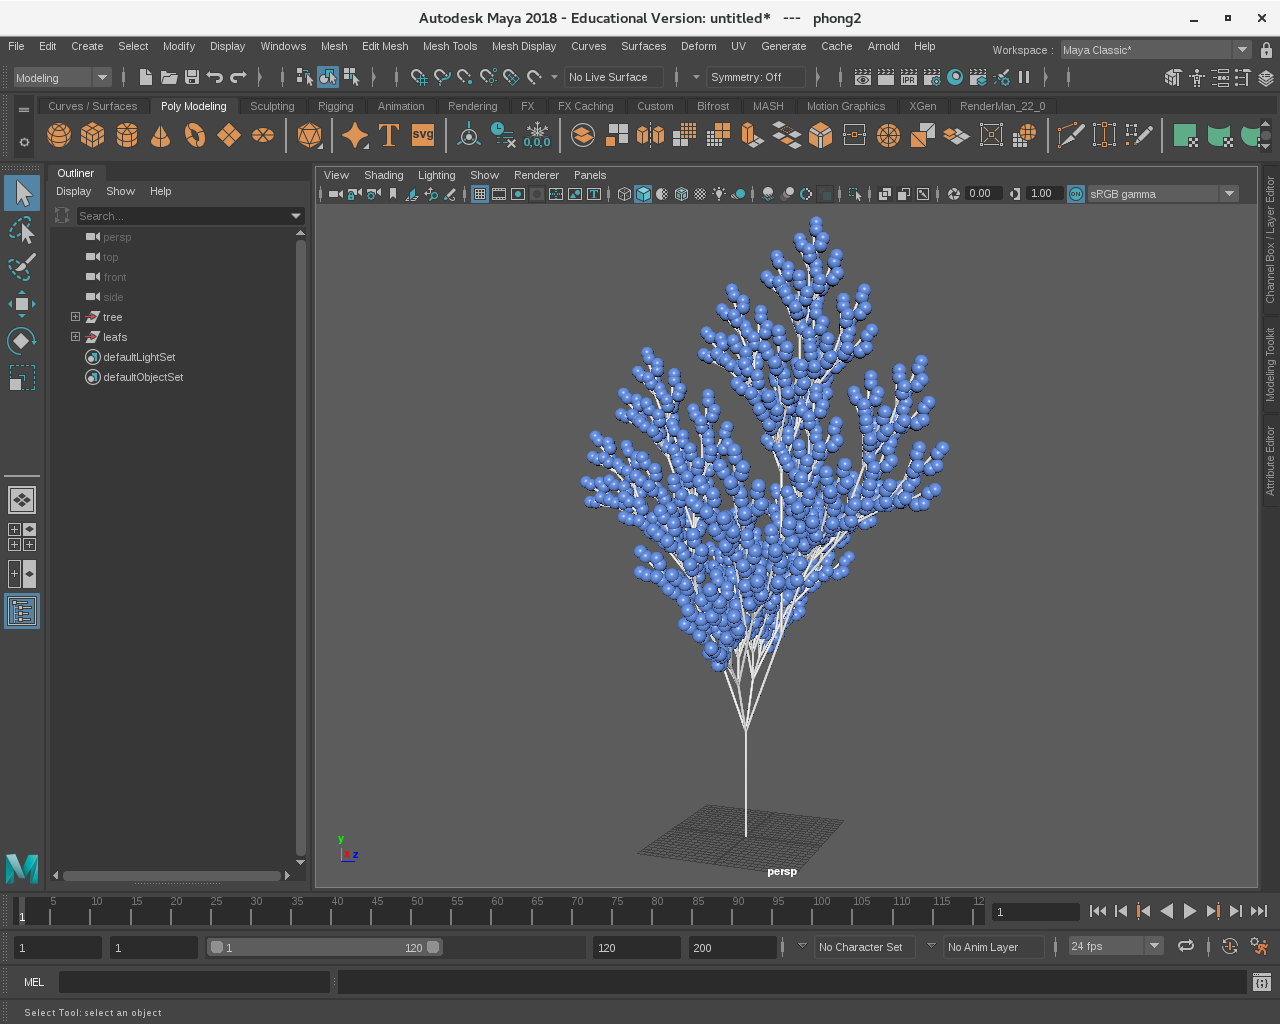 Autodesk Maya 2018 - Educational Version: untitled*   ---   phong2
File Edit Create Select Modify Display Windows Mesh Edit Mesh Mesh Tools Mesh Display Curves Surfaces Deform UV Generate Cache Arnold Help Workspace : Maya Classic*
Modeling No Live Surface Symmetry: Off
Curves / Surfaces Poly Modeling Sculpting Rigging Animation Rendering FX FX Caching Custom Bifrost MASH Motion Graphics XGen RenderMan_22_0
T svg 0,0,0
Outliner
Display Show Help
Search...
persp
top
front
side
tree
leafs
defaultLightSet
defaultObjectSet
View Shading Lighting Show Renderer Panels
0.00 1.00 ON sRGB gamma
y
x z
persp
Channel Box / Layer Editor
Modeling Toolkit
Attribute Editor
5 10 15 20 25 30 35 40 45 50 55 60 65 70 75 80 85 90 95 100 105 110 115 12
1 1
1 1 1 120 120 200 No Character Set No Anim Layer 24 fps
MEL
Select Tool: select an object